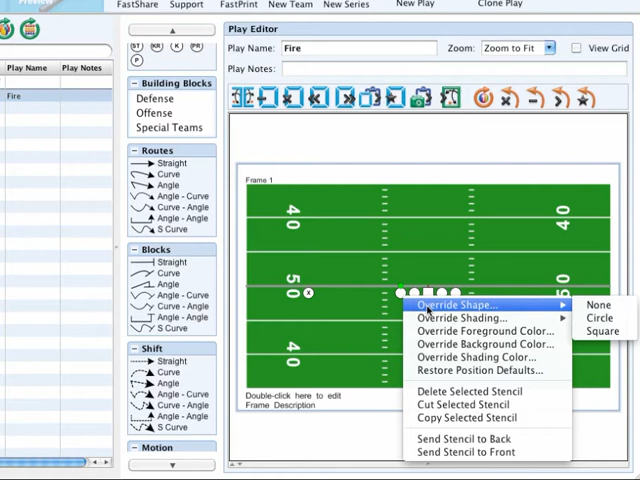 Preview
FastShare Support FastPrint New Team New Series New Play Clone Play
Play Name Play Notes
Fire
ST KR K PR
P
Building Blocks
Defense
Offense
Special Teams
Routes
Straight
Curve
Angle
Angle - Curve
Curve - Angle
Angle - Angle
S Curve
Blocks
Straight
Curve
Angle
Angle - Curve
Curve - Angle
Angle - Angle
S Curve
Shift
Straight
Curve
Angle
Angle - Curve
Curve - Angle
Angle - Angle
S Curve
Motion
Play Editor
Play Name: Fire Zoom: Zoom to Fit View Grid
Play Notes:
Frame 1
40 40
50 X 50
40
Double-click here to edit
Frame Description
Override Shape...
Override Shading...
Override Foreground Color...
Override Background Color...
Override Shading Color...
Restore Position Defaults...
Delete Selected Stencil
Cut Selected Stencil
Copy Selected Stencil
Send Stencil to Back
Send Stencil to Front
None
Circle
Square